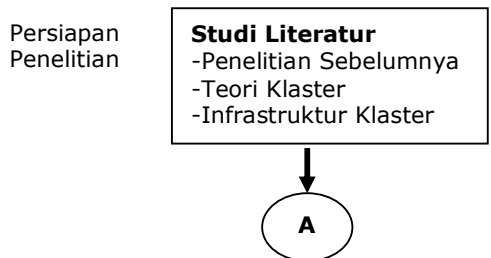 Persiapan
Penelitian
Studi Literatur
-Penelitian Sebelumnya
-Teori Klaster
-Infrastruktur Klaster
A